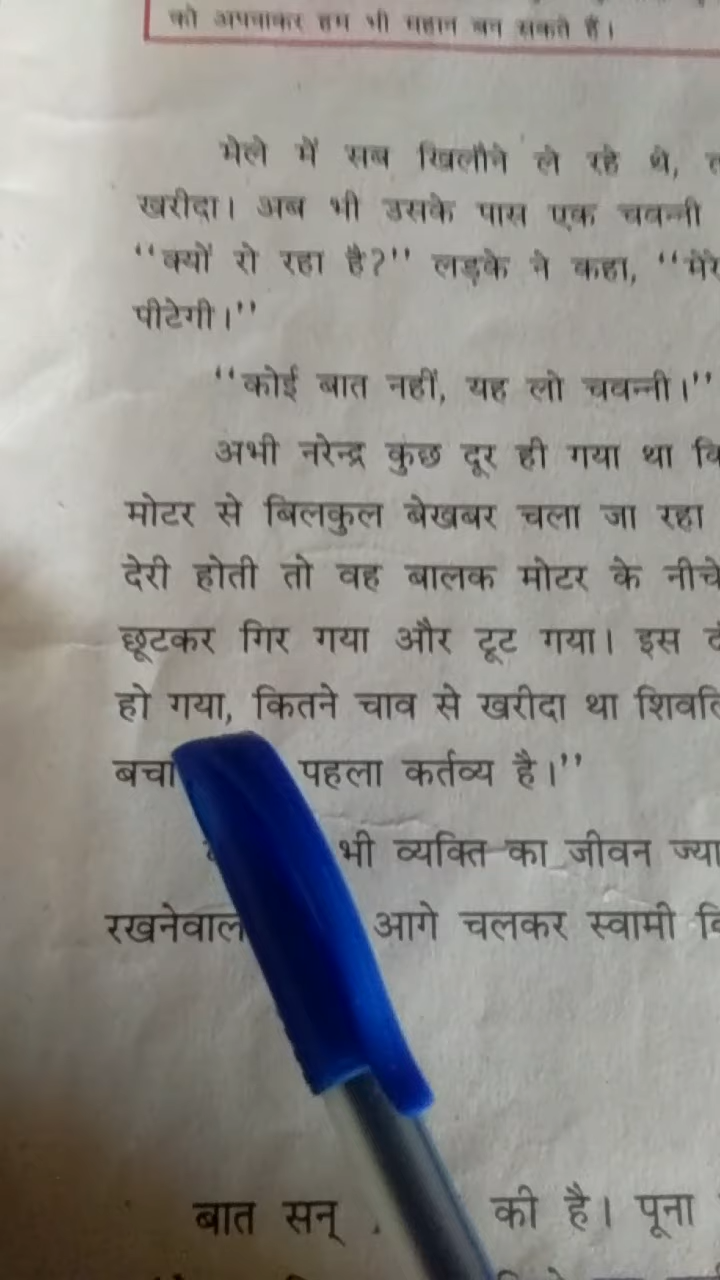 को अपनाकर हम भी महान बन सकते हैं।
मेले में सब खिलौने ले रहे थे,
खरीदा। अब भी उसके पास एक चवन्नी
“क्यों रो रहा है?” लड़के ने कहा, “मेरे
पीटेगी।”
“कोई बात नहीं, यह लो चवन्नी।”
अभी नरेन्द्र कुछ दूर ही गया था
मोटर से बिलकुल बेखबर चला जा रहा
देरी होती तो वह बालक मोटर के नीचे
छूटकर गिर गया और टूट गया। इस
हो गया, कितने चाव से खरीदा था
बचा पहला कर्तव्य है।”
भी व्यक्ति का जीवन
आगे चलकर स्वामी
बात सन् की है। पूना